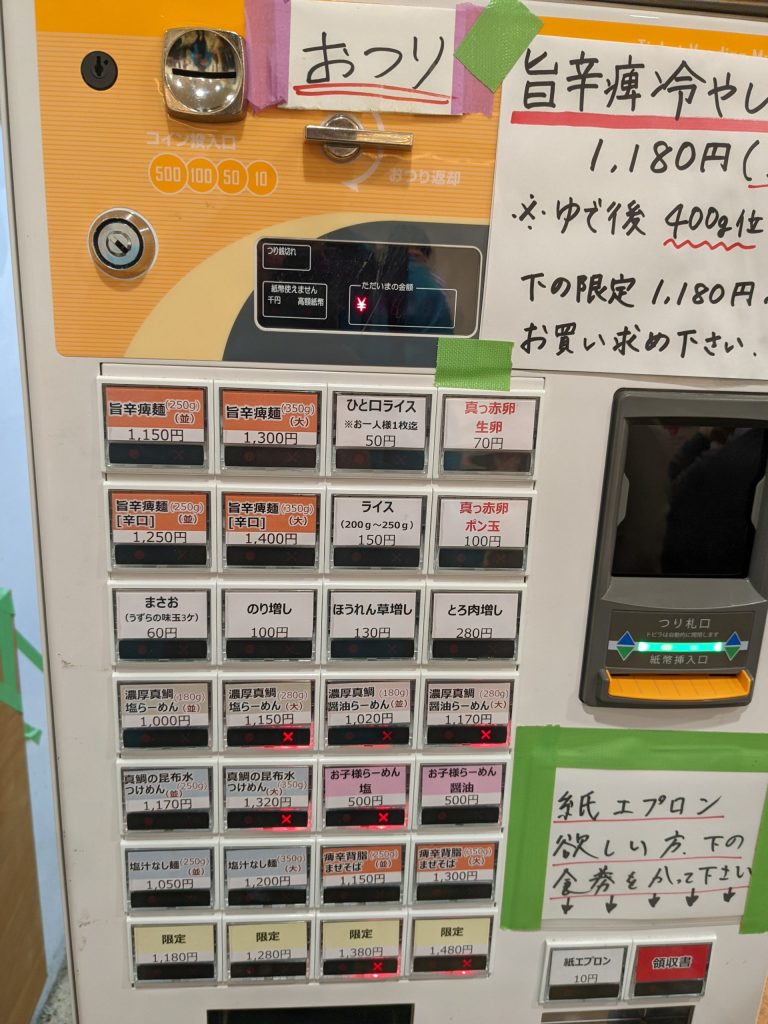 おつり
コイン投入口
500 100 50 10
おつり返却
つり銭切れ
紙幣使えません
千円 高額紙幣
ただいまの金額
¥
旨辛痺冷やし
1,180円(
※ゆで後 400g位
下の限定 1,180円
お買い求め下さい.
旨辛痺麺(250g)(並)
1,150円
旨辛痺麺(350g)(大)
1,300円
ひと口ライス
※お一人様1枚迄
50円
真っ赤卵
生卵
70円
旨辛痺麺(250g)
[辛口](並)
1,250円
旨辛痺麺(350g)
[辛口](大)
1,400円
ライス
(200g～250g)
150円
真っ赤卵
ポン玉
100円
まさお
(うずらの味玉3ケ)
60円
のり増し
100円
ほうれん草増し
130円
とろ肉増し
280円
濃厚真鯛(180g)
塩らーめん(並)
1,000円
濃厚真鯛(280g)
塩らーめん(大)
1,150円
濃厚真鯛(180g)
醤油らーめん(並)
1,020円
濃厚真鯛(280g)
醤油らーめん(大)
1,170円
真鯛の昆布水
つけめん(250g)(並)
1,170円
真鯛の昆布水
つけめん(350g)(大)
1,320円
お子様らーめん
塩
500円
お子様らーめん
醤油
500円
塩汁なし麺(250g)(並)
1,050円
塩汁なし麺(350g)(大)
1,200円
痺辛背脂(250g)
まぜそば(並)
1,150円
痺辛背脂(350g)
まぜそば(大)
1,300円
限定
1,180円
限定
1,280円
限定
1,380円
限定
1,480円
つり札口
トビラは自動的に開閉します
紙幣挿入口
紙エプロン
欲しい方、下の
食券をかって下さい
↓ ↓ ↓ ↓ ↓
紙エプロン
10円
領収書